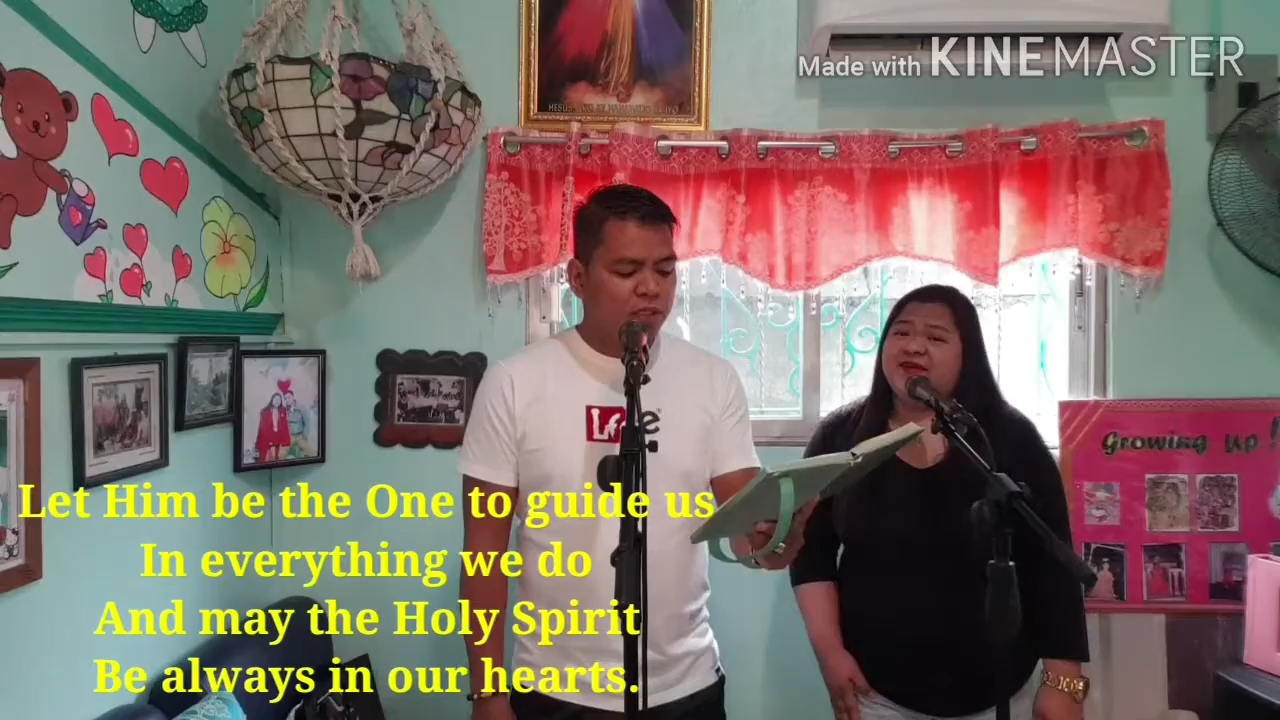 Made with KINEMASTER
Life
Growing up!
Let Him be the One to guide us
In everything we do
And may the Holy Spirit
Be always in our hearts.